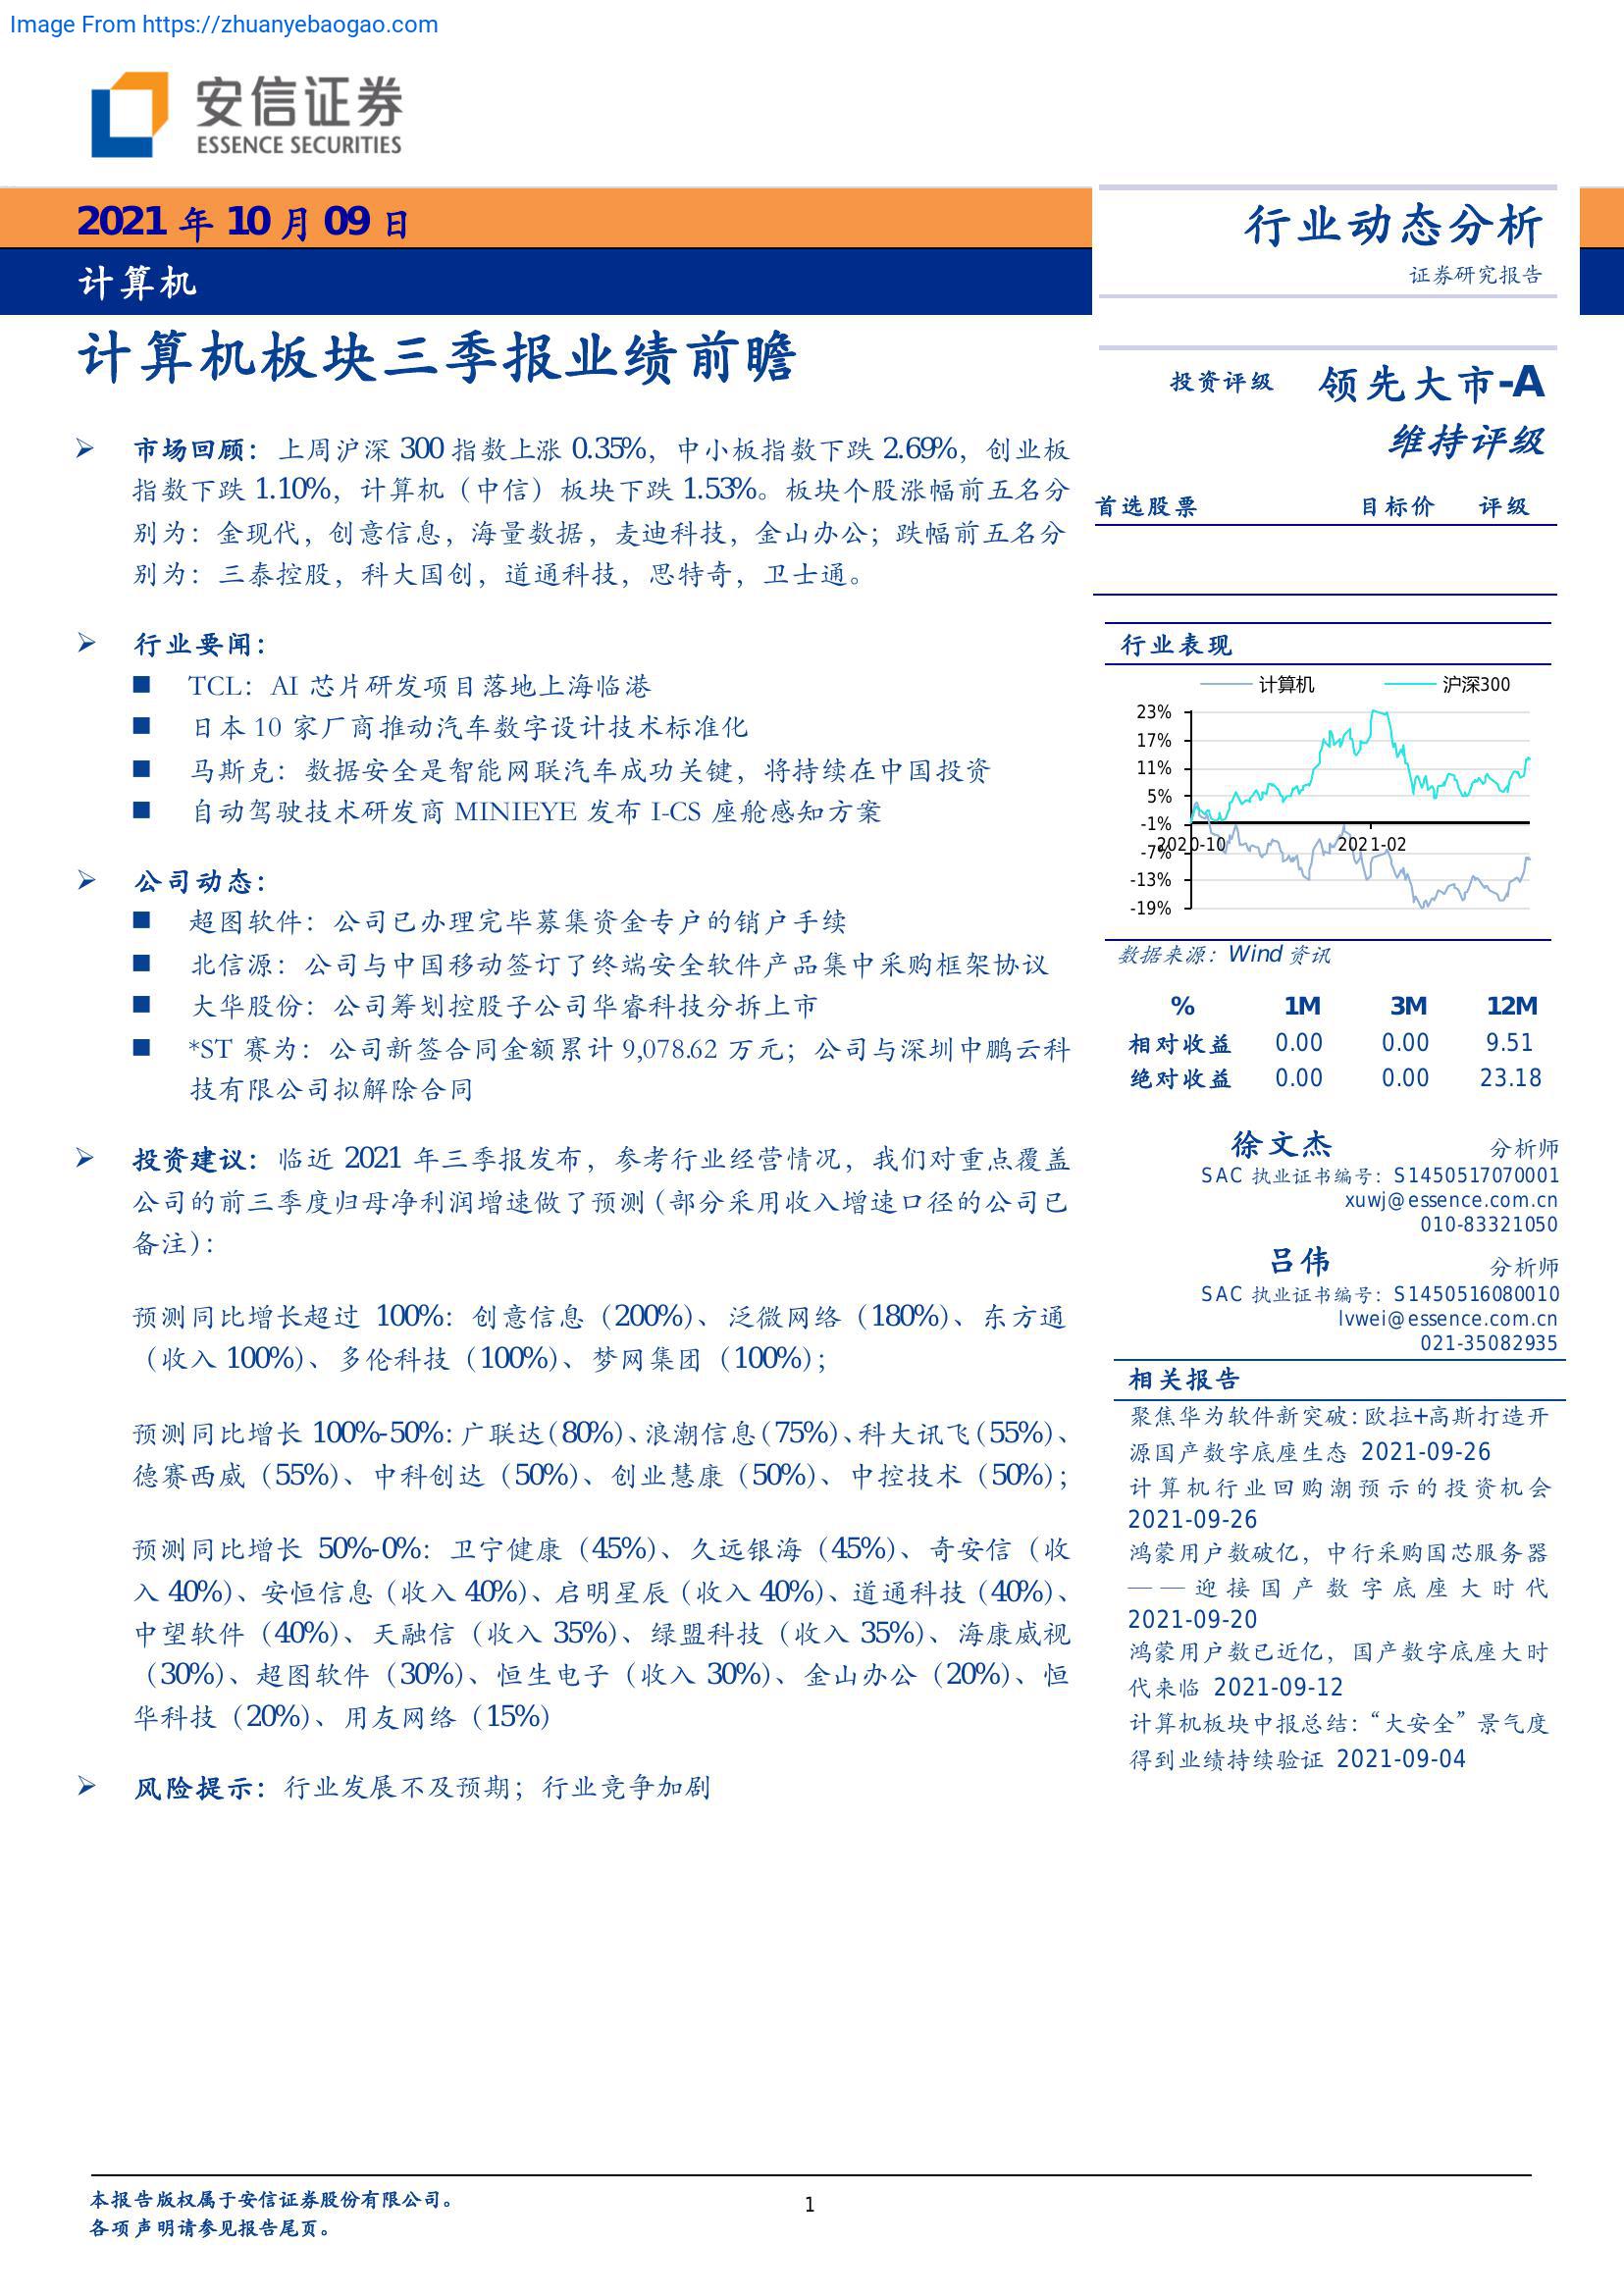 Image From https://zhuanyebaogao.com
安信证券
ESSENCE SECURITIES
2021 年 10 月 09 日
计算机
行业动态分析
证券研究报告
计算机板块三季报业绩前瞻
市场回顾：上周沪深 300 指数上涨 0.35%，中小板指数下跌 2.69%，创业板
指数下跌 1.10%，计算机（中信）板块下跌 1.53%。板块个股涨幅前五名分
别为：金现代，创意信息，海量数据，麦迪科技，金山办公；跌幅前五名分
别为：三泰控股，科大国创，道通科技，思特奇，卫士通。
行业要闻：
TCL：AI 芯片研发项目落地上海临港
日本 10 家厂商推动汽车数字设计技术标准化
马斯克：数据安全是智能网联汽车成功关键，将持续在中国投资
自动驾驶技术研发商 MINIEYE 发布 I-CS 座舱感知方案
公司动态：
超图软件：公司已办理完毕募集资金专户的销户手续
北信源：公司与中国移动签订了终端安全软件产品集中采购框架协议
大华股份：公司筹划控股子公司华睿科技分拆上市
*ST 赛为：公司新签合同金额累计 9,078.62 万元；公司与深圳中鹏云科
技有限公司拟解除合同
投资建议：临近 2021 年三季报发布，参考行业经营情况，我们对重点覆盖
公司的前三季度归母净利润增速做了预测（部分采用收入增速口径的公司已
备注）：
预测同比增长超过 100%：创意信息（200%）、泛微网络（180%）、东方通
（收入 100%）、多伦科技（100%）、梦网集团（100%）；
预测同比增长 100%-50%：广联达（80%）、浪潮信息（75%）、科大讯飞（55%）、
德赛西威（55%）、中科创达（50%）、创业慧康（50%）、中控技术（50%）；
预测同比增长 50%-0%：卫宁健康（45%）、久远银海（45%）、奇安信（收
入 40%）、安恒信息（收入 40%）、启明星辰（收入 40%）、道通科技（40%）、
中望软件（40%）、天融信（收入 35%）、绿盟科技（收入 35%）、海康威视
（30%）、超图软件（30%）、恒生电子（收入 30%）、金山办公（20%）、恒
华科技（20%）、用友网络（15%）
风险提示：行业发展不及预期；行业竞争加剧
投资评级 领先大市-A
维持评级
首选股票 目标价 评级
行业表现
计算机 沪深300
23%
17%
11%
5%
-1%
-7%
-13%
-19%
2020-10 2021-02
数据来源：Wind 资讯
% 1M 3M 12M
相对收益 0.00 0.00 9.51
绝对收益 0.00 0.00 23.18
徐文杰 分析师
SAC 执业证书编号：S1450517070001
xuwj@essence.com.cn
010-83321050
吕伟 分析师
SAC 执业证书编号：S1450516080010
lvwei@essence.com.cn
021-35082935
相关报告
聚焦华为软件新突破：欧拉+高斯打造开
源国产数字底座生态 2021-09-26
计算机行业回购潮预示的投资机会
2021-09-26
鸿蒙用户数破亿，中行采购国芯服务器
——迎接国产数字底座大时代
2021-09-20
鸿蒙用户数已近亿，国产数字底座大时
代来临 2021-09-12
计算机板块中报总结：“大安全”景气度
得到业绩持续验证 2021-09-04
本报告版权属于安信证券股份有限公司。
各项声明请参见报告尾页。
1